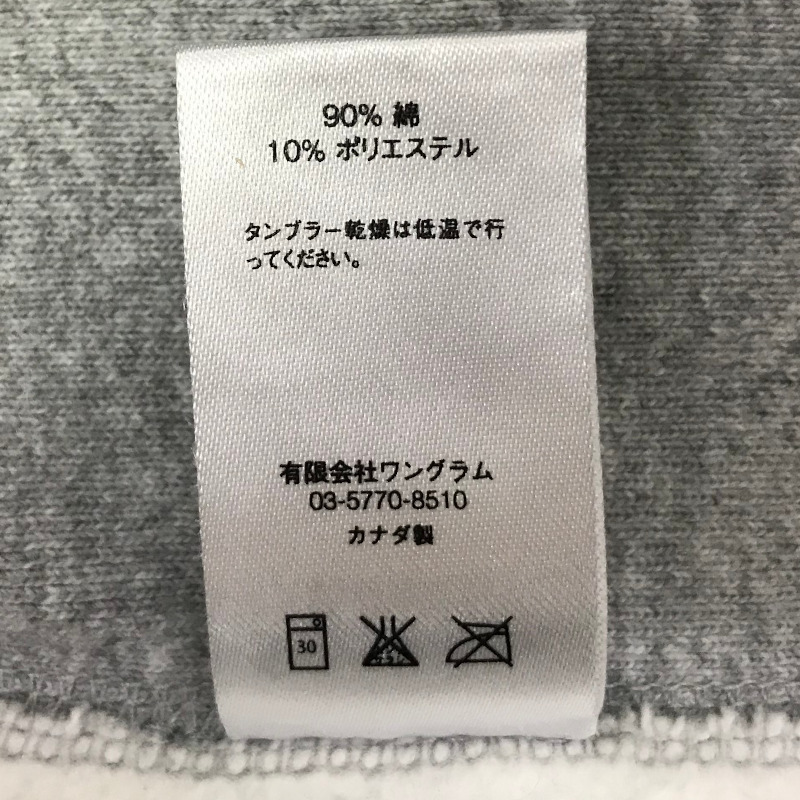 90% 綿
10% ポリエステル
タンブラー乾燥は低温で行
ってください。
有限会社ワングラム
03-5770-8510
カナダ製
30